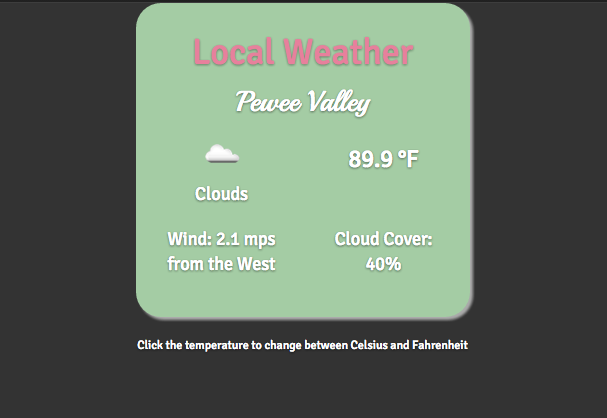 Local Weather
Pewee Valley
89.9 °F
Clouds
Wind: 2.1 mps
from the West
Cloud Cover:
40%
Click the temperature to change between Celsius and Fahrenheit